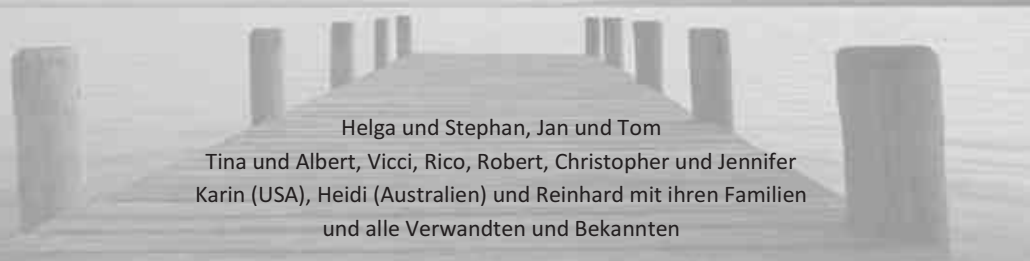 Helga und Stephan, Jan und Tom
Tina und Albert, Vicci, Rico, Robert, Christopher und Jennifer
Karin (USA), Heidi (Australien) und Reinhard mit ihren Familien
und alle Verwandten und Bekannten